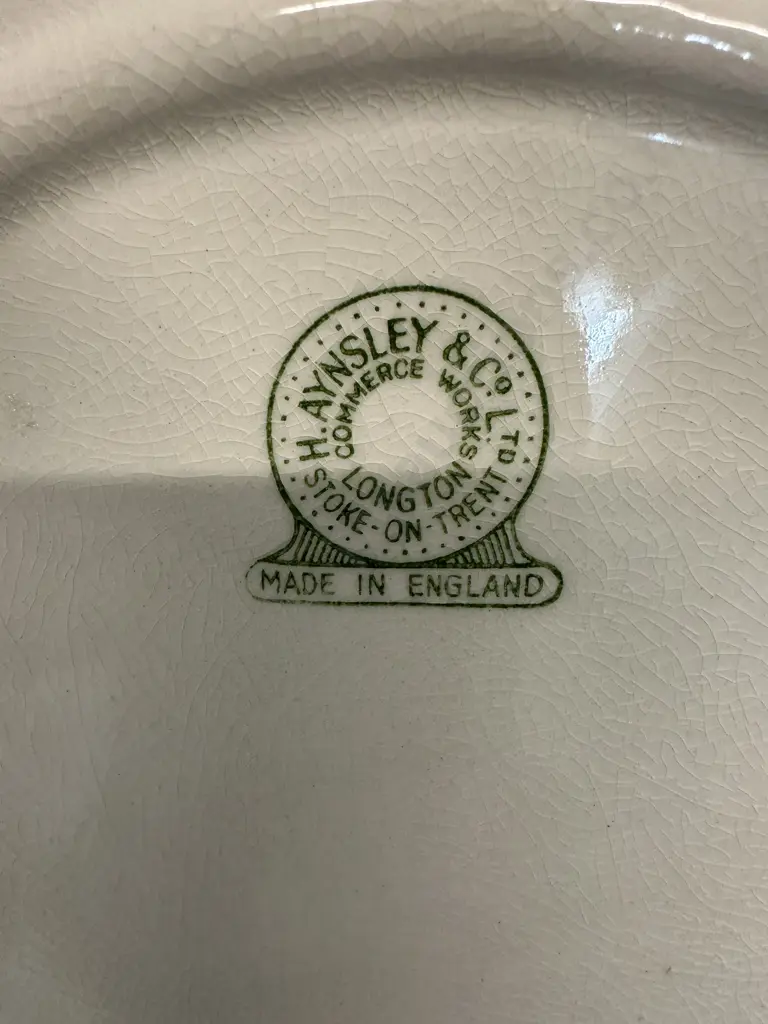 H. AYNSLEY & Cº. LTD
COMMERCE WORKS
LONGTON
STOKE-ON-TRENT
MADE IN ENGLAND